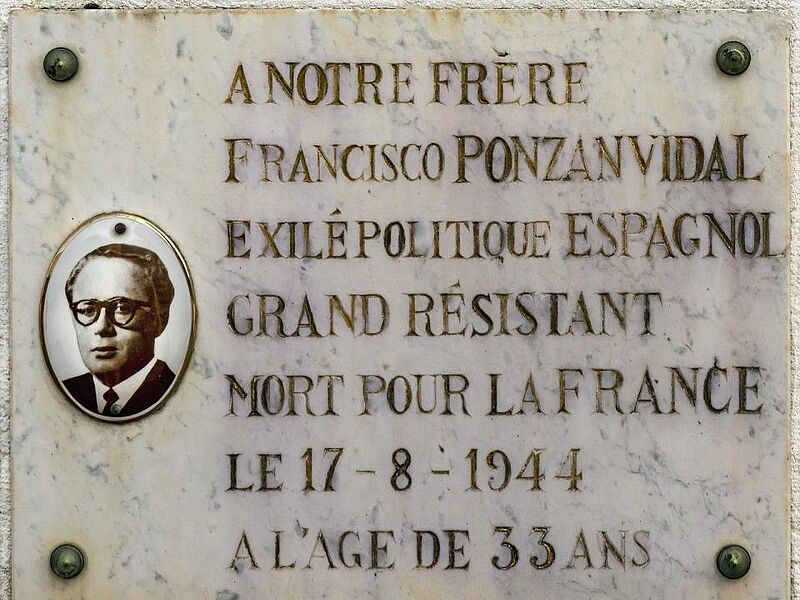 A NOTRE FRÈRE
FRANCISCO PONZAN VIDAL
EXILÉ POLITIQUE ESPAGNOL
GRAND RÉSISTANT
MORT POUR LA FRANCE
LE 17-8-1944
A L'AGE DE 33 ANS